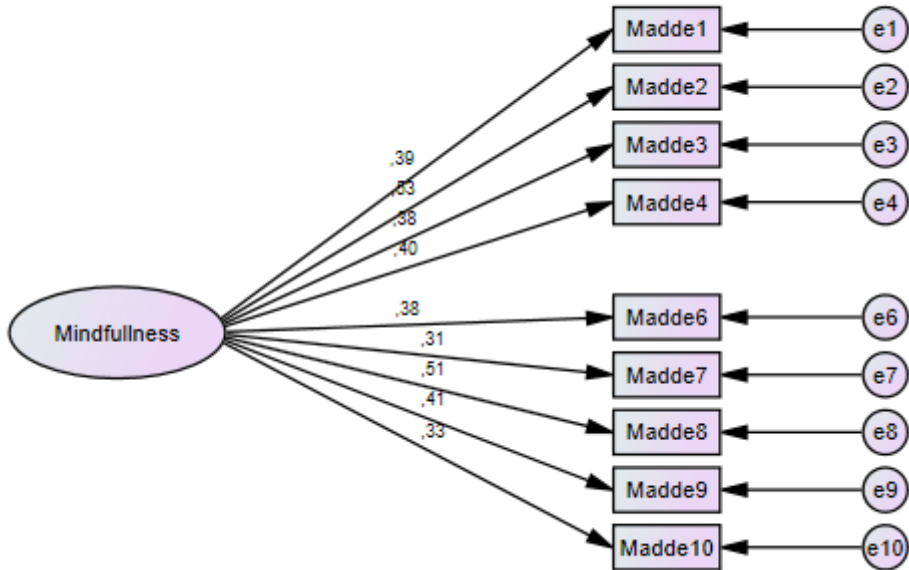 Madde1 e1
Madde2 e2
Madde3 e3
,39
,53
,38
Madde4 e4
,40
Mindfullness
,38
Madde6 e6
,31
Madde7 e7
,51
,41
Madde8 e8
,33
Madde9 e9
Madde10 e10